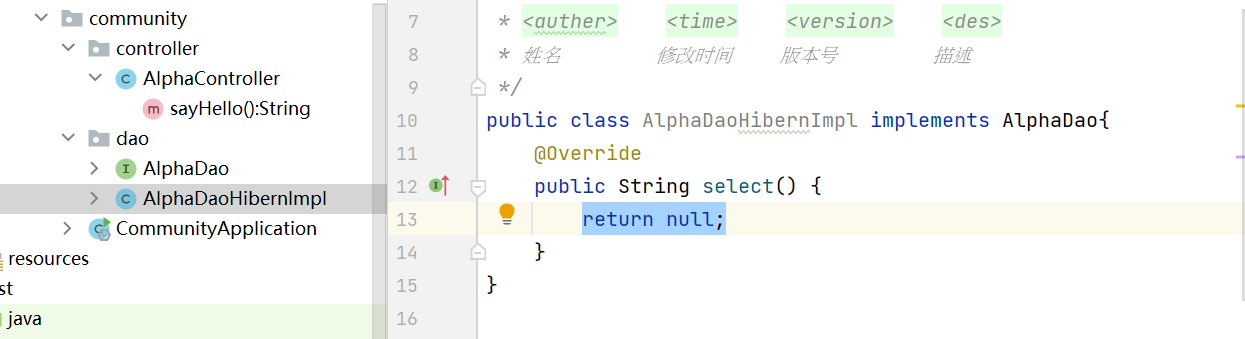 community
controller
AlphaController
sayHello():String
dao
AlphaDao
AlphaDaoHibernImpl
CommunityApplication
resources
st
java
7 * <auther> <time> <version> <des>
8 * 姓名 修改时间 版本号 描述
9 */
10 public class AlphaDaoHibernImpl implements AlphaDao{
11 @Override
12 public String select() {
13 return null;
14 }
15 }
16